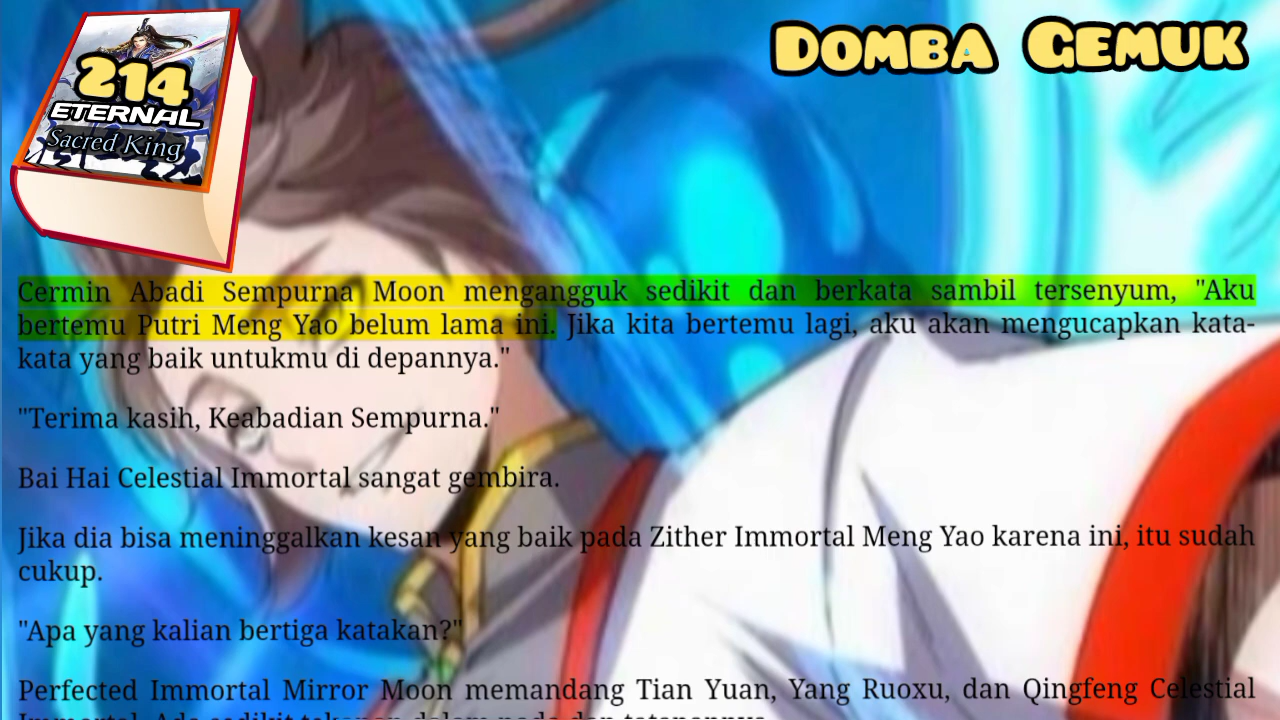 214
ETERNAL
Sacred King
DOMBA GEMUK
Cermin Abadi Sempurna Moon mengangguk sedikit dan berkata sambil tersenyum, "Aku
bertemu Putri Meng Yao belum lama ini. Jika kita bertemu lagi, aku akan mengucapkan kata-
kata yang baik untukmu di depannya."
"Terima kasih, Keabadian Sempurna."
Bai Hai Celestial Immortal sangat gembira.
Jika dia bisa meninggalkan kesan yang baik pada Zither Immortal Meng Yao karena ini, itu sudah
cukup.
"Apa yang kalian bertiga katakan?"
Perfected Immortal Mirror Moon memandang Tian Yuan, Yang Ruoxu, dan Qingfeng Celestial